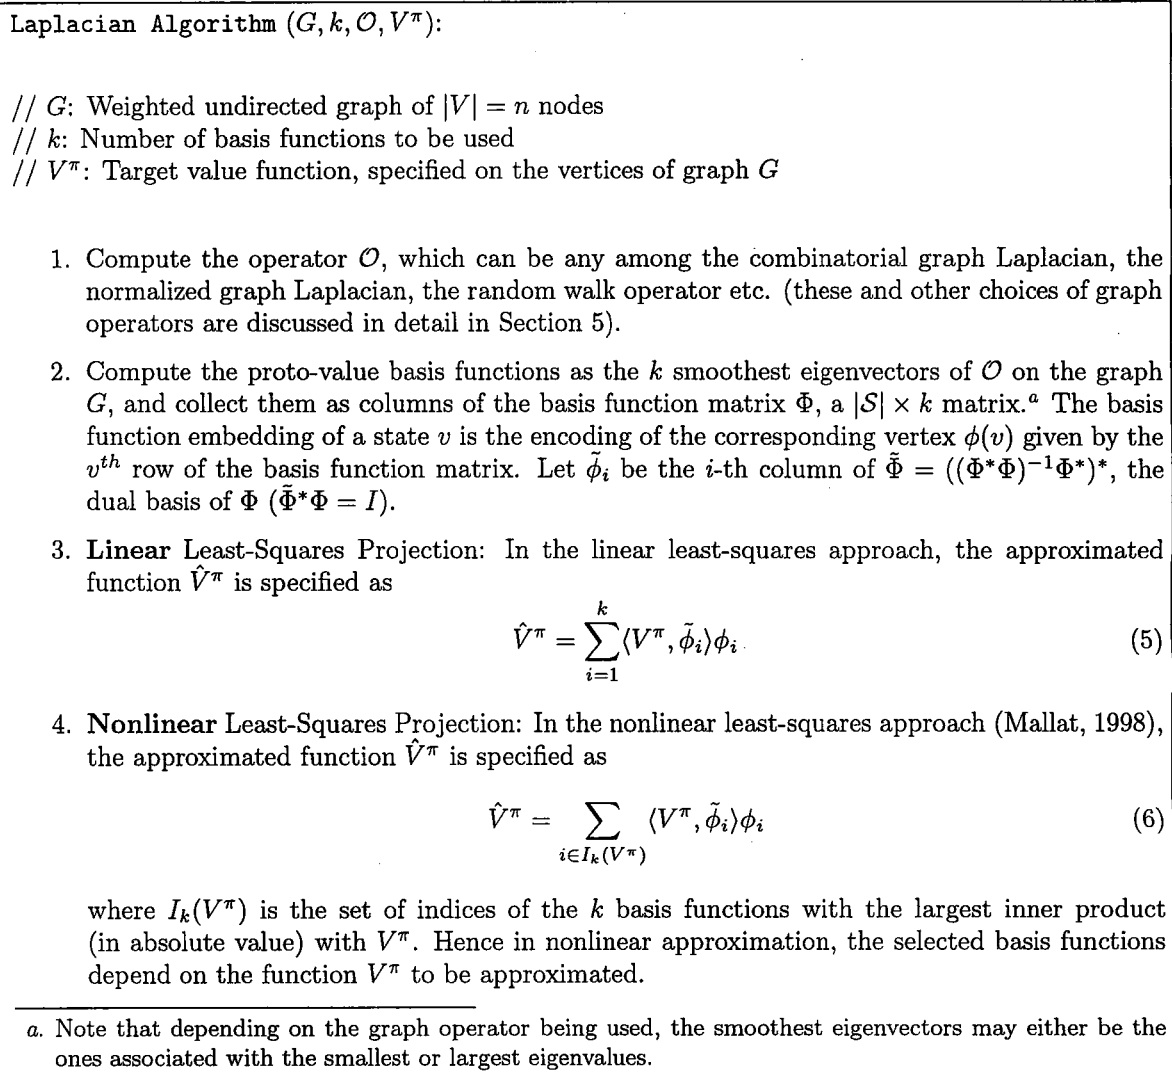 Laplacian Algorithm (G, k, 𝒪, V^π):
// G: Weighted undirected graph of |V| = n nodes
// k: Number of basis functions to be used
// V^π: Target value function, specified on the vertices of graph G
1. Compute the operator 𝒪, which can be any among the combinatorial graph Laplacian, the
normalized graph Laplacian, the random walk operator etc. (these and other choices of graph
operators are discussed in detail in Section 5).
2. Compute the proto-value basis functions as the k smoothest eigenvectors of 𝒪 on the graph
G, and collect them as columns of the basis function matrix Φ, a |𝒮| × k matrix.^a The basis
function embedding of a state v is the encoding of the corresponding vertex φ(v) given by the
v^th row of the basis function matrix. Let φ̃_i be the i-th column of Φ̃ = ((Φ*Φ)^−1Φ*)*, the
dual basis of Φ (Φ̃*Φ = I).
3. Linear Least-Squares Projection: In the linear least-squares approach, the approximated
function V̂^π is specified as
V̂^π = ∑_{i=1}^{k} ⟨V^π, φ̃_i⟩φ_i (5)
4. Nonlinear Least-Squares Projection: In the nonlinear least-squares approach (Mallat, 1998),
the approximated function V̂^π is specified as
V̂^π = ∑_{i∈I_k(V^π)} ⟨V^π, φ̃_i⟩φ_i (6)
where I_k(V^π) is the set of indices of the k basis functions with the largest inner product
(in absolute value) with V^π. Hence in nonlinear approximation, the selected basis functions
depend on the function V^π to be approximated.
a. Note that depending on the graph operator being used, the smoothest eigenvectors may either be the
ones associated with the smallest or largest eigenvalues.